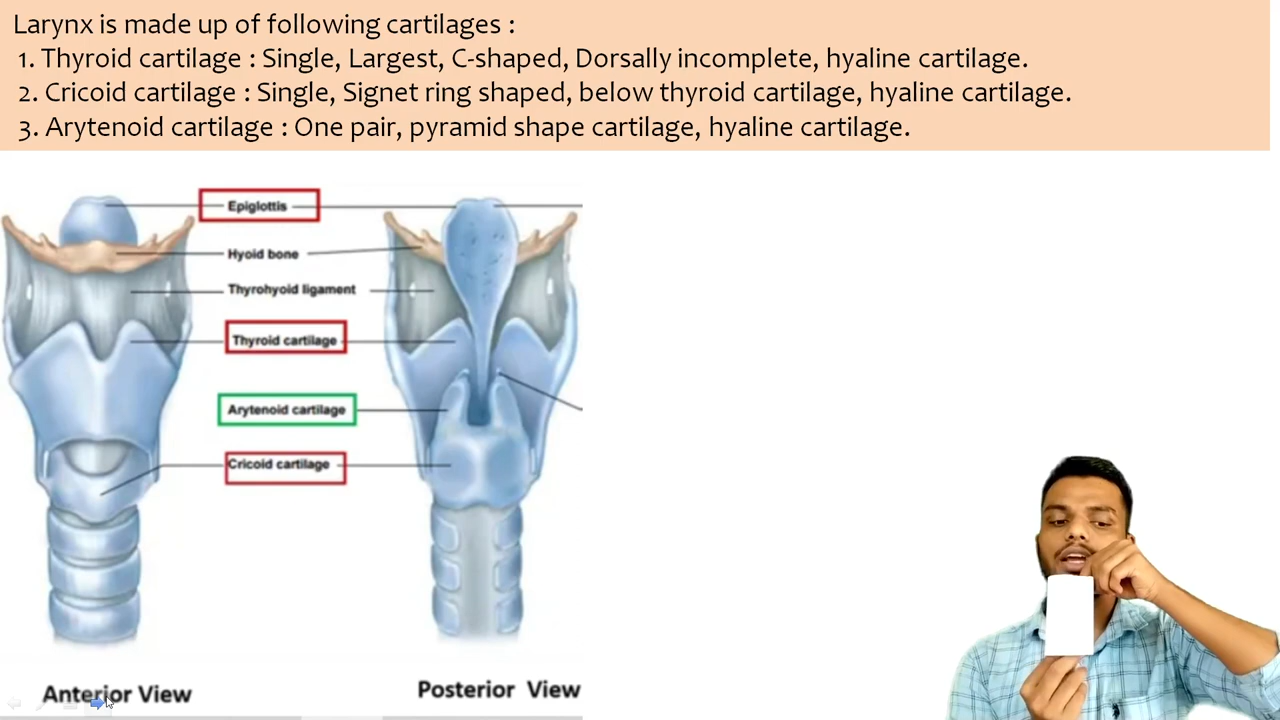 Larynx is made up of following cartilages :
1. Thyroid cartilage : Single, Largest, C-shaped, Dorsally incomplete, hyaline cartilage.
2. Cricoid cartilage : Single, Signet ring shaped, below thyroid cartilage, hyaline cartilage.
3. Arytenoid cartilage : One pair, pyramid shape cartilage, hyaline cartilage.
Epiglottis
Hyoid bone
Thyrohyoid ligament
Thyroid cartilage
Arytenoid cartilage
Cricoid cartilage
Anterior View
Posterior View